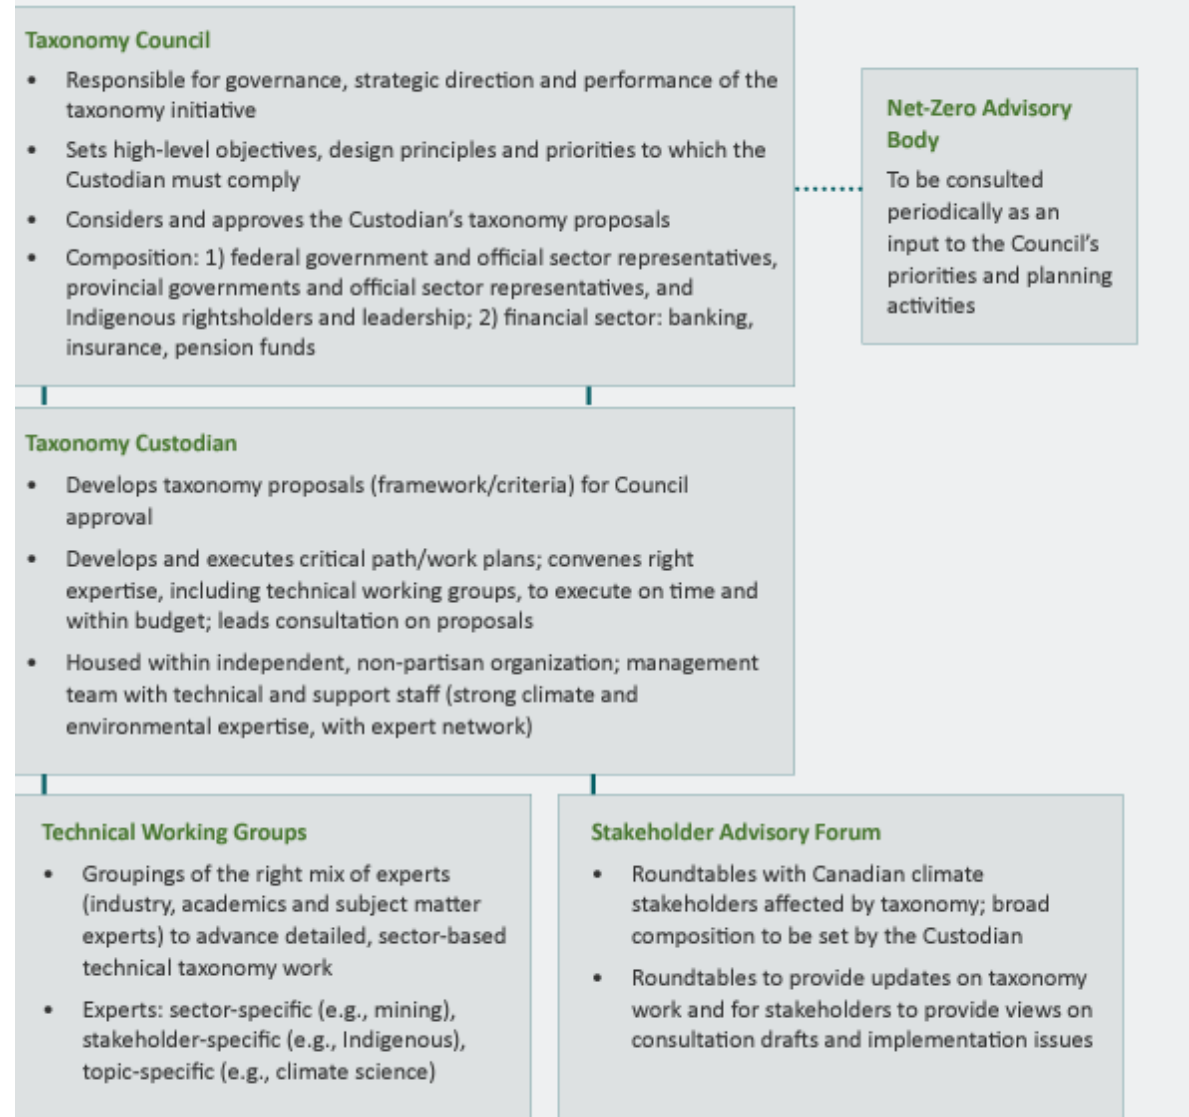 Taxonomy Council
• Responsible for governance, strategic direction and performance of the
taxonomy initiative
• Sets high-level objectives, design principles and priorities to which the
Custodian must comply
• Considers and approves the Custodian’s taxonomy proposals
• Composition: 1) federal government and official sector representatives,
provincial governments and official sector representatives, and
Indigenous rightsholders and leadership; 2) financial sector: banking,
insurance, pension funds
Net-Zero Advisory
Body
To be consulted
periodically as an
input to the Council’s
priorities and planning
activities
Taxonomy Custodian
• Develops taxonomy proposals (framework/criteria) for Council
approval
• Develops and executes critical path/work plans; convenes right
expertise, including technical working groups, to execute on time and
within budget; leads consultation on proposals
• Housed within independent, non-partisan organization; management
team with technical and support staff (strong climate and
environmental expertise, with expert network)
Technical Working Groups
• Groupings of the right mix of experts
(industry, academics and subject matter
experts) to advance detailed, sector-based
technical taxonomy work
• Experts: sector-specific (e.g., mining),
stakeholder-specific (e.g., Indigenous),
topic-specific (e.g., climate science)
Stakeholder Advisory Forum
• Roundtables with Canadian climate
stakeholders affected by taxonomy; broad
composition to be set by the Custodian
• Roundtables to provide updates on taxonomy
work and for stakeholders to provide views on
consultation drafts and implementation issues